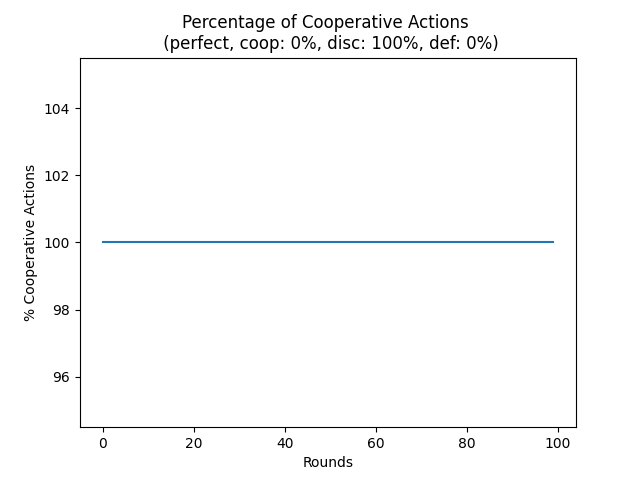 Percentage of Cooperative Actions
(perfect, coop: 0%, disc: 100%, def: 0%)
104
102
100
98
96
% Cooperative Actions
0 20 40 60 80 100
Rounds